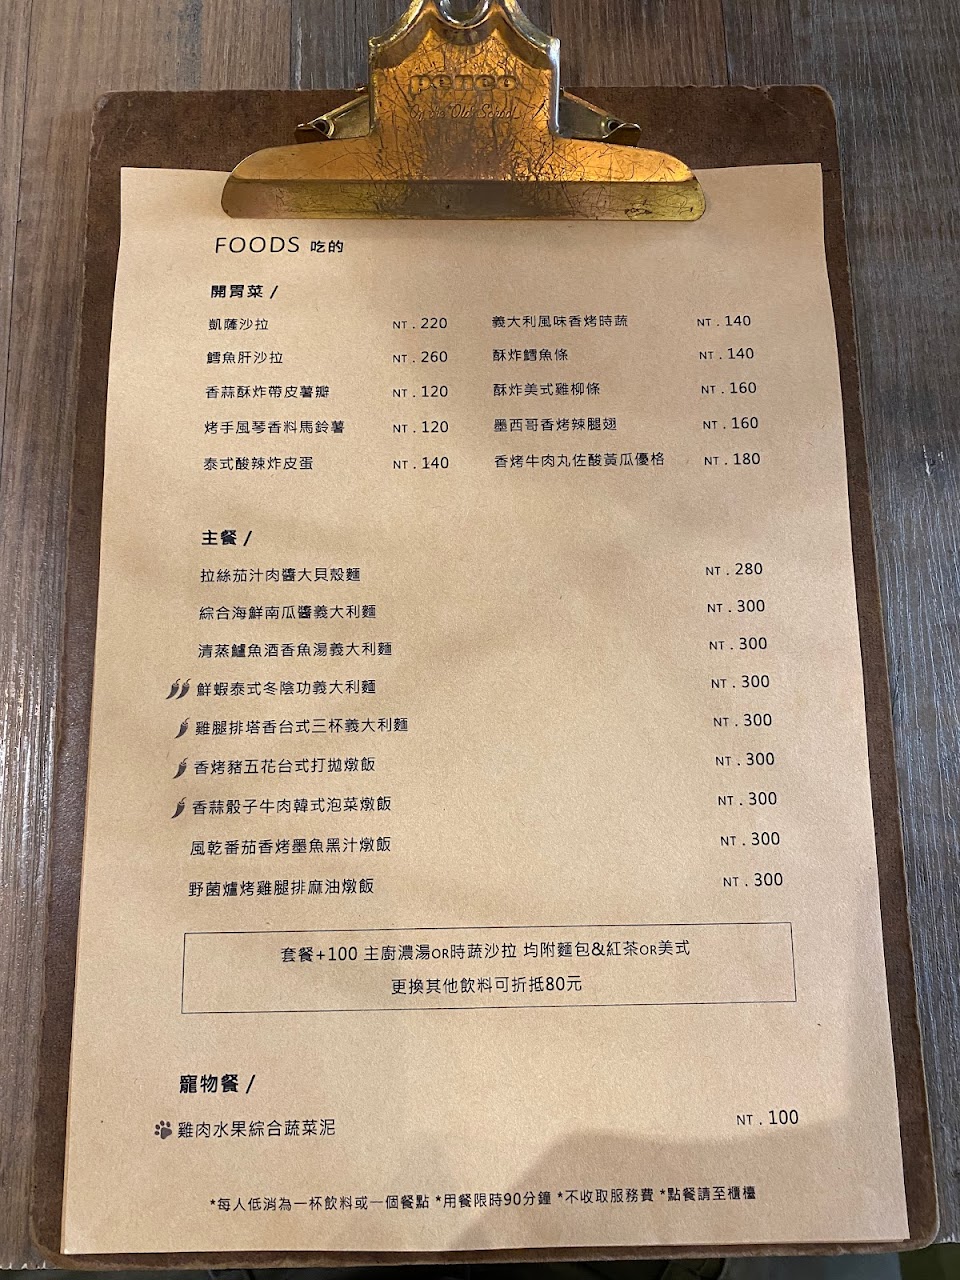 PENCO
FOODS 吃的
開胃菜 /
凱薩沙拉 NT . 220
鱈魚肝沙拉 NT . 260
香蒜酥炸帶皮薯瓣 NT . 120
烤手風琴香料馬鈴薯 NT . 120
泰式酸辣炸皮蛋 NT . 140
義大利風味香烤時蔬 NT . 140
酥炸鱈魚條 NT . 140
酥炸美式雞柳條 NT . 160
墨西哥香烤辣腿翅 NT . 160
香烤牛肉丸佐酸黃瓜優格 NT . 180
主餐 /
拉絲茄汁肉醬大貝殼麵 NT . 280
綜合海鮮南瓜醬義大利麵 NT . 300
清蒸鱸魚酒香魚湯義大利麵 NT . 300
鮮蝦泰式冬陰功義大利麵 NT . 300
雞腿排塔香台式三杯義大利麵 NT . 300
香烤豬五花台式打拋燉飯 NT . 300
香蒜骰子牛肉韓式泡菜燉飯 NT . 300
風乾番茄香烤墨魚黑汁燉飯 NT . 300
野菌爐烤雞腿排麻油燉飯 NT . 300
套餐+100 主廚濃湯OR時蔬沙拉 均附麵包&紅茶OR美式
更換其他飲料可折抵80元
寵物餐 /
雞肉水果綜合蔬菜泥 NT . 100
*每人低消為一杯飲料或一個餐點 *用餐限時90分鐘 *不收取服務費 *點餐請至櫃檯